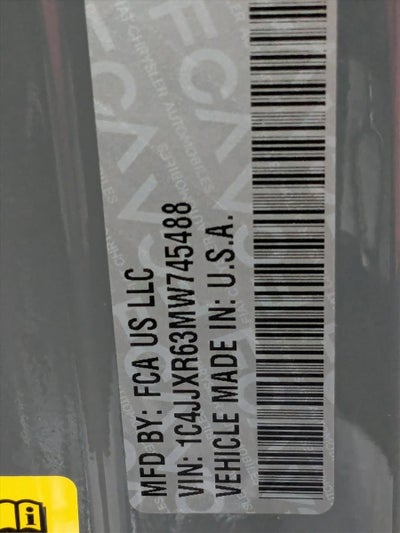 MFD BY: FCA US LLC
VIN: 1C4JJXR63MW745488
VEHICLE MADE IN: U.S.A.